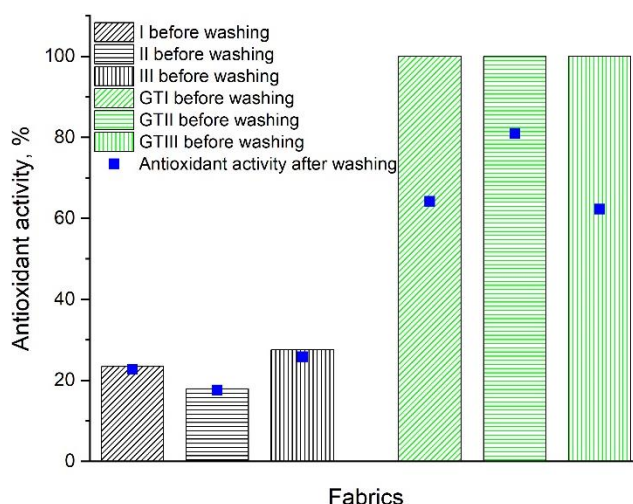 I before washing
II before washing
III before washing
GTI before washing
GTII before washing
GTIII before washing
Antioxidant activity after washing
Antioxidant activity, %
100
80
60
40
20
0
Fabrics